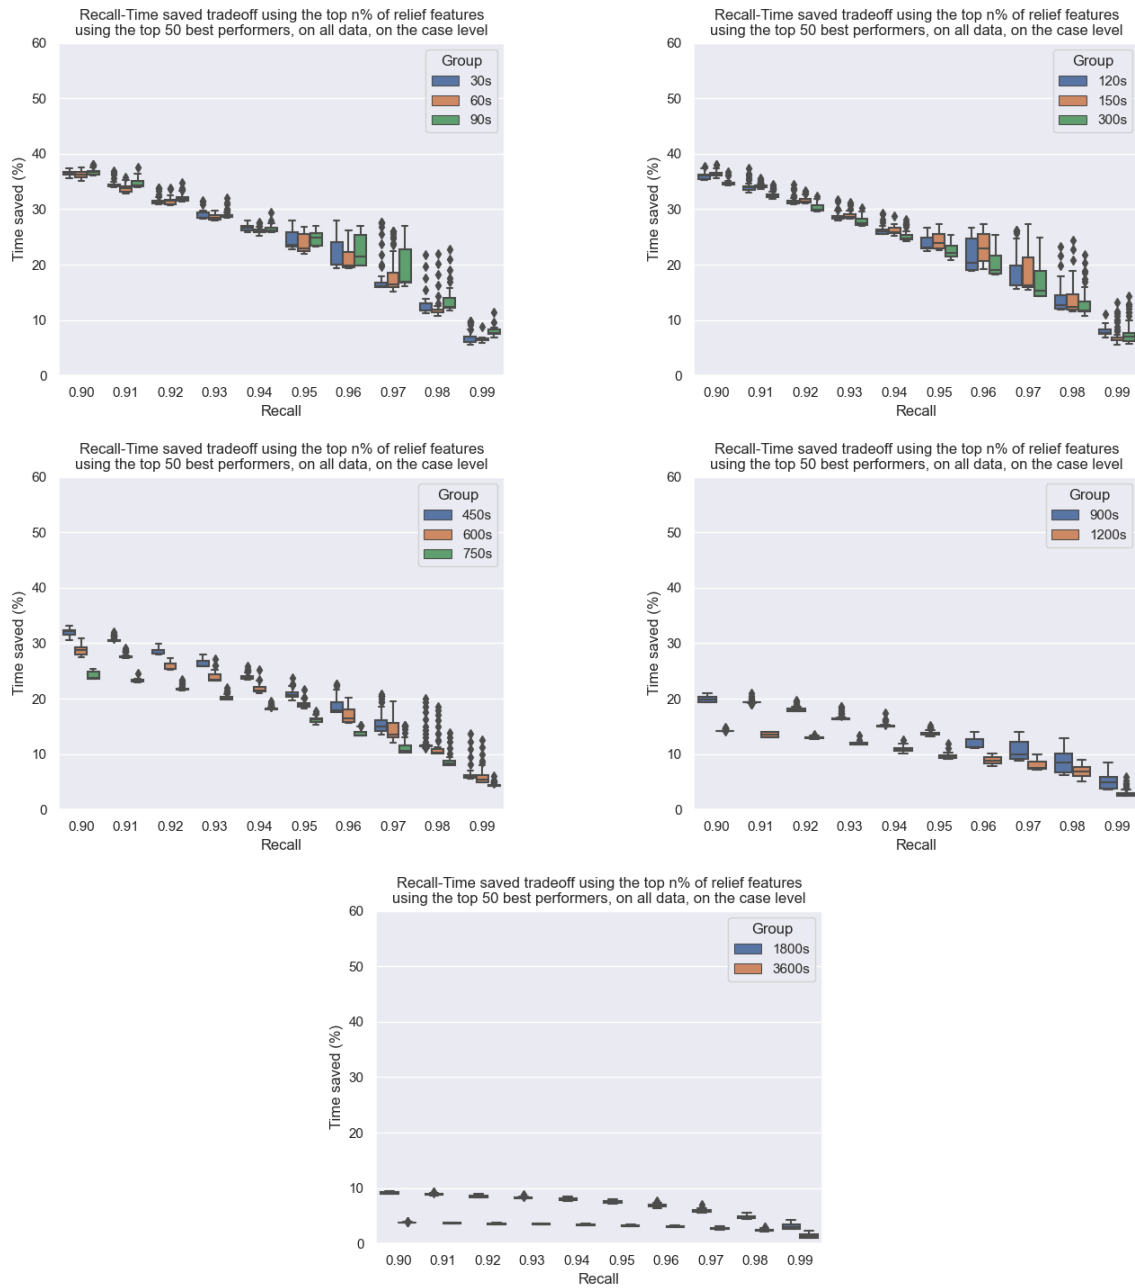 Recall-Time saved tradeoff using the top n% of relief features
using the top 50 best performers, on all data, on the case level
Time saved (%)
60
50
40
30
20
10
0
Group
30s
60s
90s
0.90 0.91 0.92 0.93 0.94 0.95 0.96 0.97 0.98 0.99
Recall
Recall-Time saved tradeoff using the top n% of relief features
using the top 50 best performers, on all data, on the case level
Time saved (%)
60
50
40
30
20
10
0
Group
120s
150s
300s
0.90 0.91 0.92 0.93 0.94 0.95 0.96 0.97 0.98 0.99
Recall
Recall-Time saved tradeoff using the top n% of relief features
using the top 50 best performers, on all data, on the case level
Time saved (%)
60
50
40
30
20
10
0
Group
450s
600s
750s
0.90 0.91 0.92 0.93 0.94 0.95 0.96 0.97 0.98 0.99
Recall
Recall-Time saved tradeoff using the top n% of relief features
using the top 50 best performers, on all data, on the case level
Time saved (%)
60
50
40
30
20
10
0
Group
900s
1200s
0.90 0.91 0.92 0.93 0.94 0.95 0.96 0.97 0.98 0.99
Recall
Recall-Time saved tradeoff using the top n% of relief features
using the top 50 best performers, on all data, on the case level
Time saved (%)
60
50
40
30
20
10
0
Group
1800s
3600s
0.90 0.91 0.92 0.93 0.94 0.95 0.96 0.97 0.98 0.99
Recall